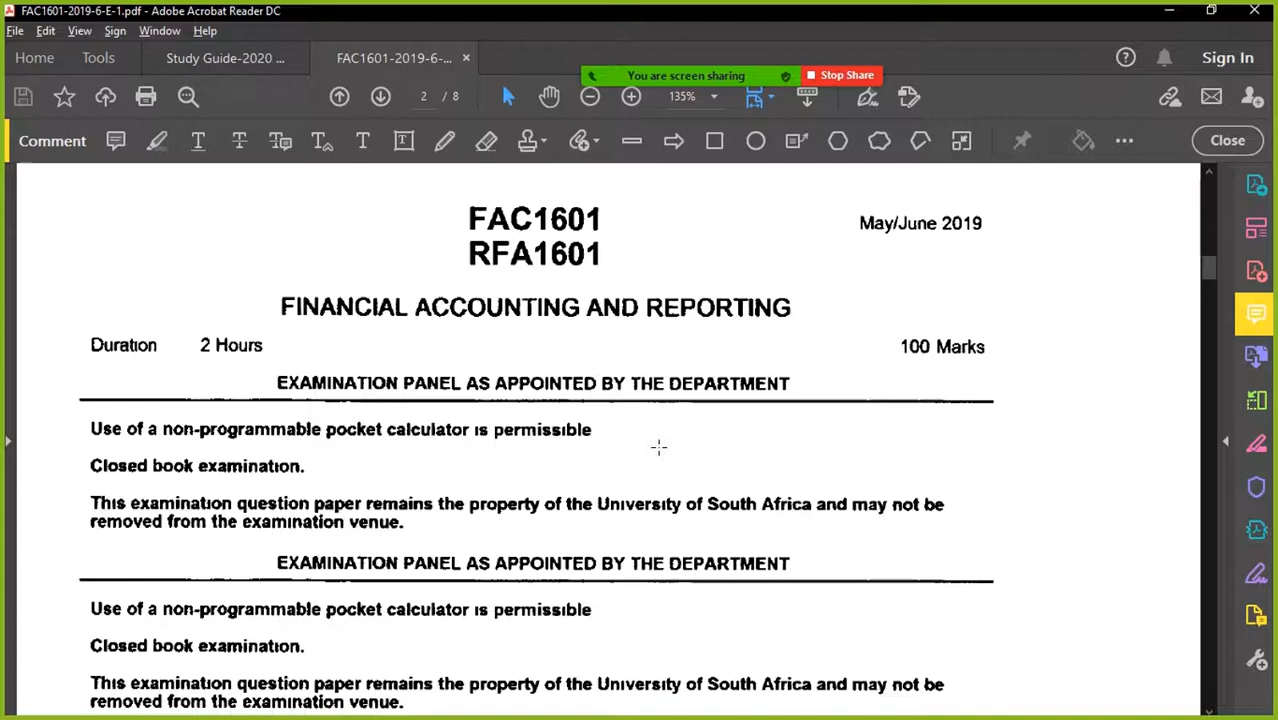 FAC1601-2019-6-E-1.pdf - Adobe Acrobat Reader DC
File Edit View Sign Window Help
Home Tools Study Guide-2020 ... FAC1601-2019-6-... × Sign In
You are screen sharing Stop Share
2 / 8 135%
Comment Close
FAC1601
May/June 2019
RFA1601
FINANCIAL ACCOUNTING AND REPORTING
Duration 2 Hours 100 Marks
EXAMINATION PANEL AS APPOINTED BY THE DEPARTMENT
Use of a non-programmable pocket calculator is permissible
Closed book examination.
This examination question paper remains the property of the University of South Africa and may not be
removed from the examination venue.
EXAMINATION PANEL AS APPOINTED BY THE DEPARTMENT
Use of a non-programmable pocket calculator is permissible
Closed book examination.
This examination question paper remains the property of the University of South Africa and may not be
removed from the examination venue.